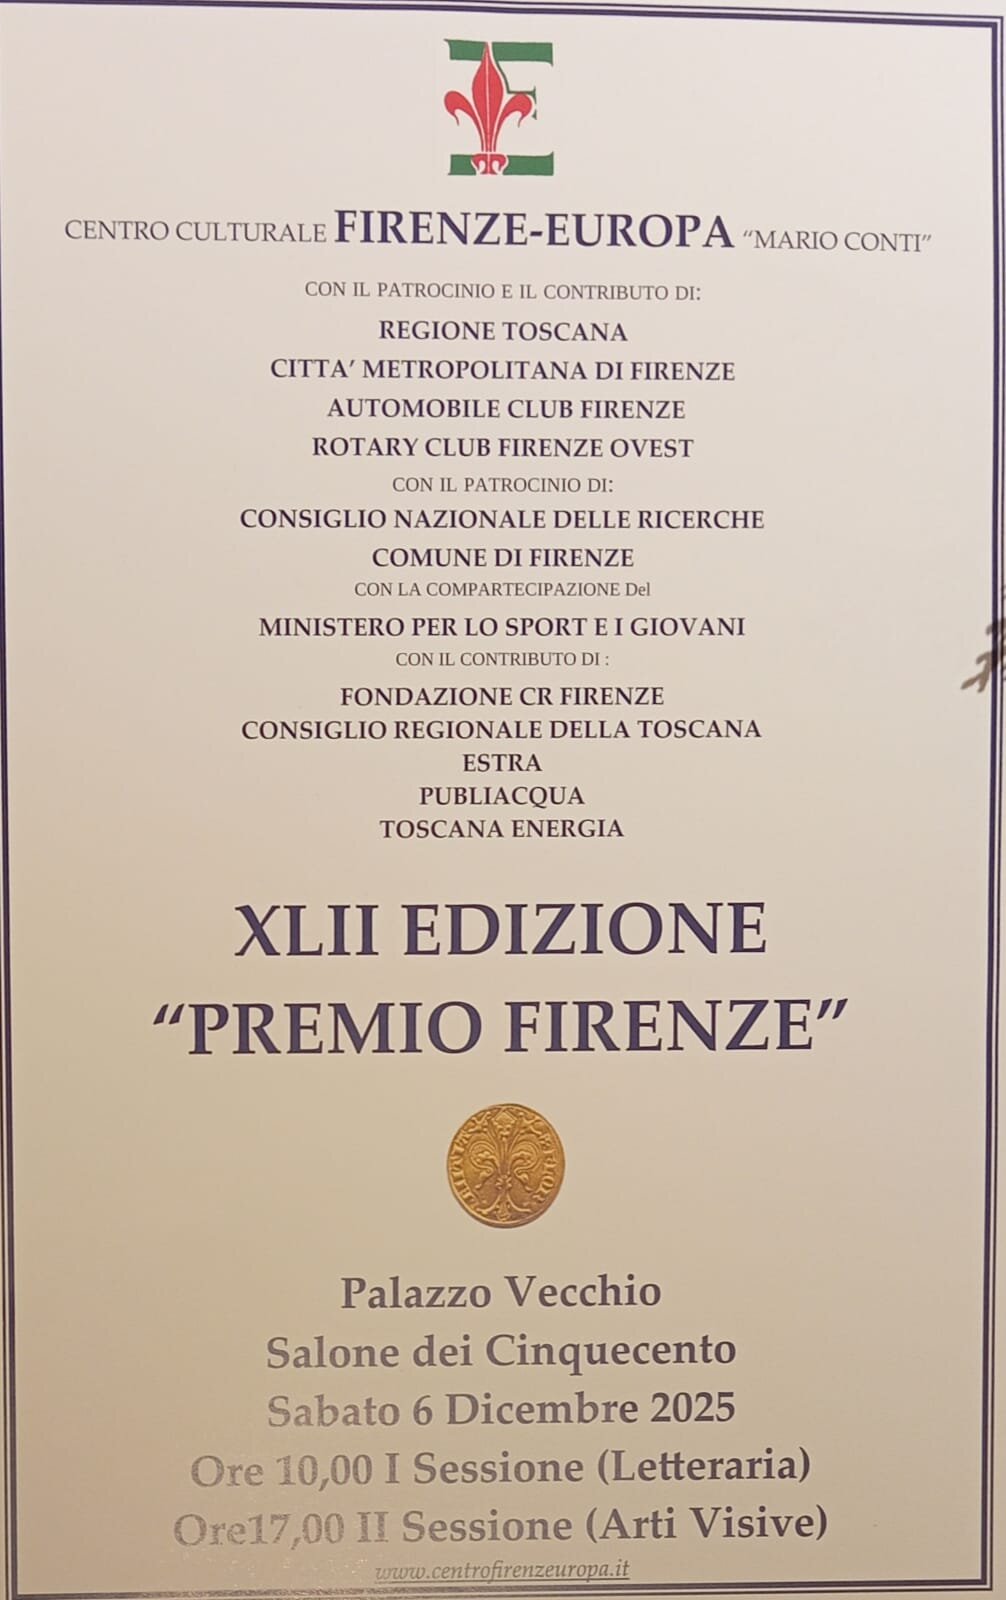 CENTRO CULTURALE FIRENZE-EUROPA “MARIO CONTI”
CON IL PATROCINIO E IL CONTRIBUTO DI:
REGIONE TOSCANA
CITTA’ METROPOLITANA DI FIRENZE
AUTOMOBILE CLUB FIRENZE
ROTARY CLUB FIRENZE OVEST
CON IL PATROCINIO DI:
CONSIGLIO NAZIONALE DELLE RICERCHE
COMUNE DI FIRENZE
CON LA COMPARTECIPAZIONE Del
MINISTERO PER LO SPORT E I GIOVANI
CON IL CONTRIBUTO DI :
FONDAZIONE CR FIRENZE
CONSIGLIO REGIONALE DELLA TOSCANA
ESTRA
PUBLIACQUA
TOSCANA ENERGIA
XLII EDIZIONE
“PREMIO FIRENZE”
Palazzo Vecchio
Salone dei Cinquecento
Sabato 6 Dicembre 2025
Ore 10,00 I Sessione (Letteraria)
Ore17,00 II Sessione (Arti Visive)
www.centrofirenzeuropa.it